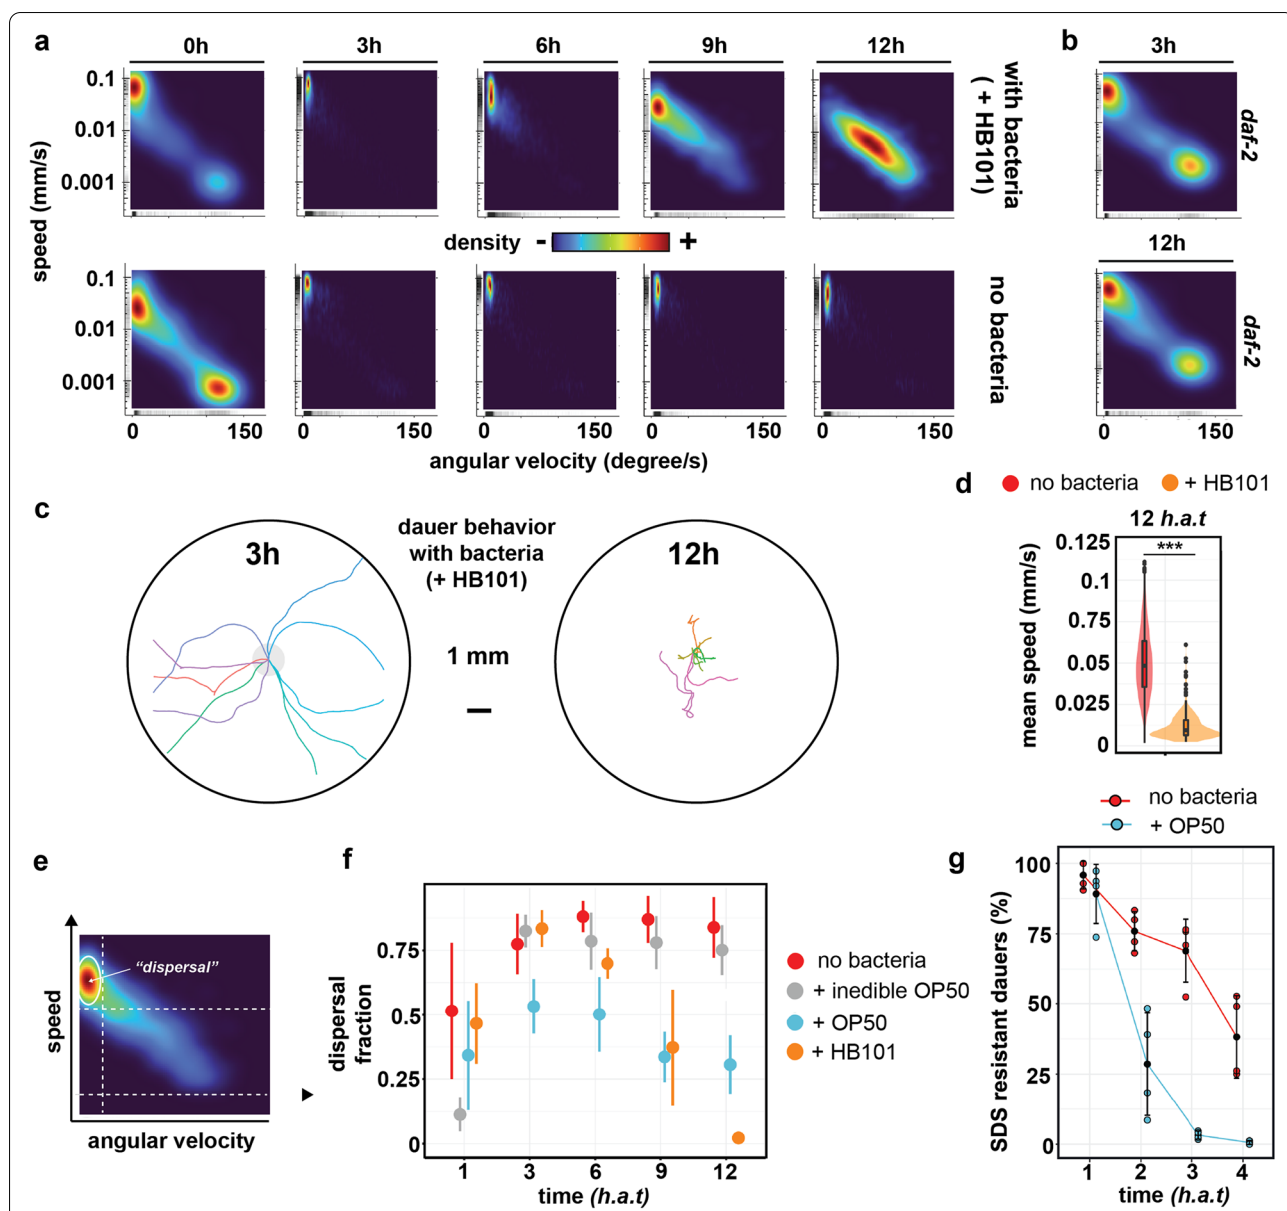 a
0h 3h 6h 9h 12h
with bacteria
(+ HB101)
0.1
0.01
0.001
speed (mm/s)
density - +
0.1
0.01
0.001
no bacteria
0 150 0 150 0 150 0 150 0 150
angular velocity (degree/s)
b
3h
daf-2
12h
daf-2
0 150
c
3h
dauer behavior
with bacteria
(+ HB101)
1 mm
12h
d
no bacteria + HB101
12 h.a.t
***
mean speed (mm/s)
0.125
0.1
0.75
0.05
0.025
0
e
"dispersal"
speed
angular velocity
f
dispersal
fraction
0.75
0.5
0.25
0
1 3 6 9 12
time (h.a.t)
no bacteria
+ inedible OP50
+ OP50
+ HB101
g
no bacteria
+ OP50
SDS resistant dauers (%)
100
75
50
25
0
1 2 3 4
time (h.a.t)